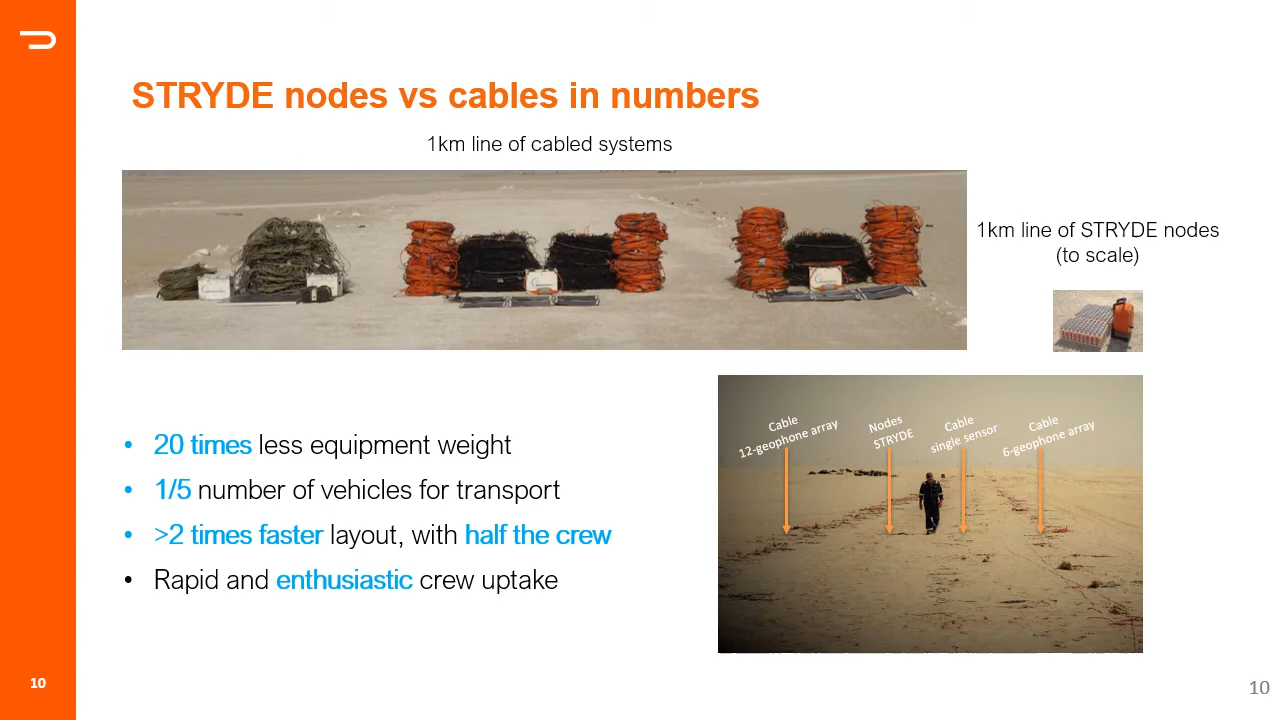 STRYDE nodes vs cables in numbers
1km line of cabled systems
1km line of STRYDE nodes
(to scale)
• 20 times less equipment weight
• 1/5 number of vehicles for transport
• >2 times faster layout, with half the crew
• Rapid and enthusiastic crew uptake
Cable
12-geophone array
Nodes
STRYDE
Cable
single sensor
Cable
6-geophone array
10
10